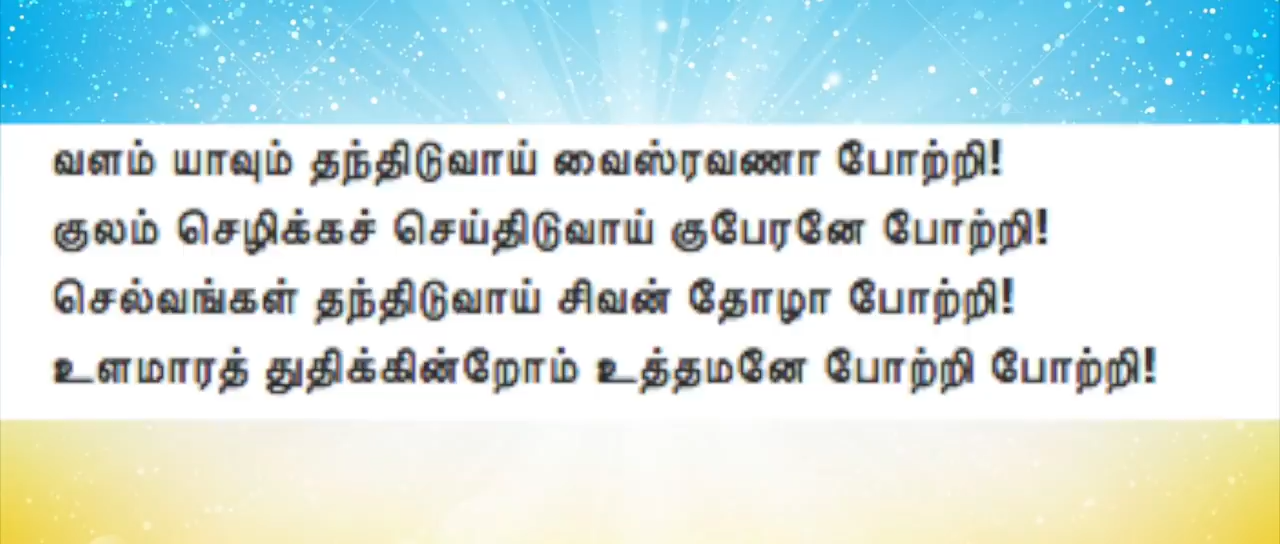 வளம் யாவும் தந்திடுவாய் வைஸ்ரவணா போற்றி!
குலம் செழிக்கச் செய்திடுவாய் குபேரனே போற்றி!
செல்வங்கள் தந்திடுவாய் சிவன் தோழா போற்றி!
உளமாரத் துதிக்கின்றோம் உத்தமனே போற்றி போற்றி!